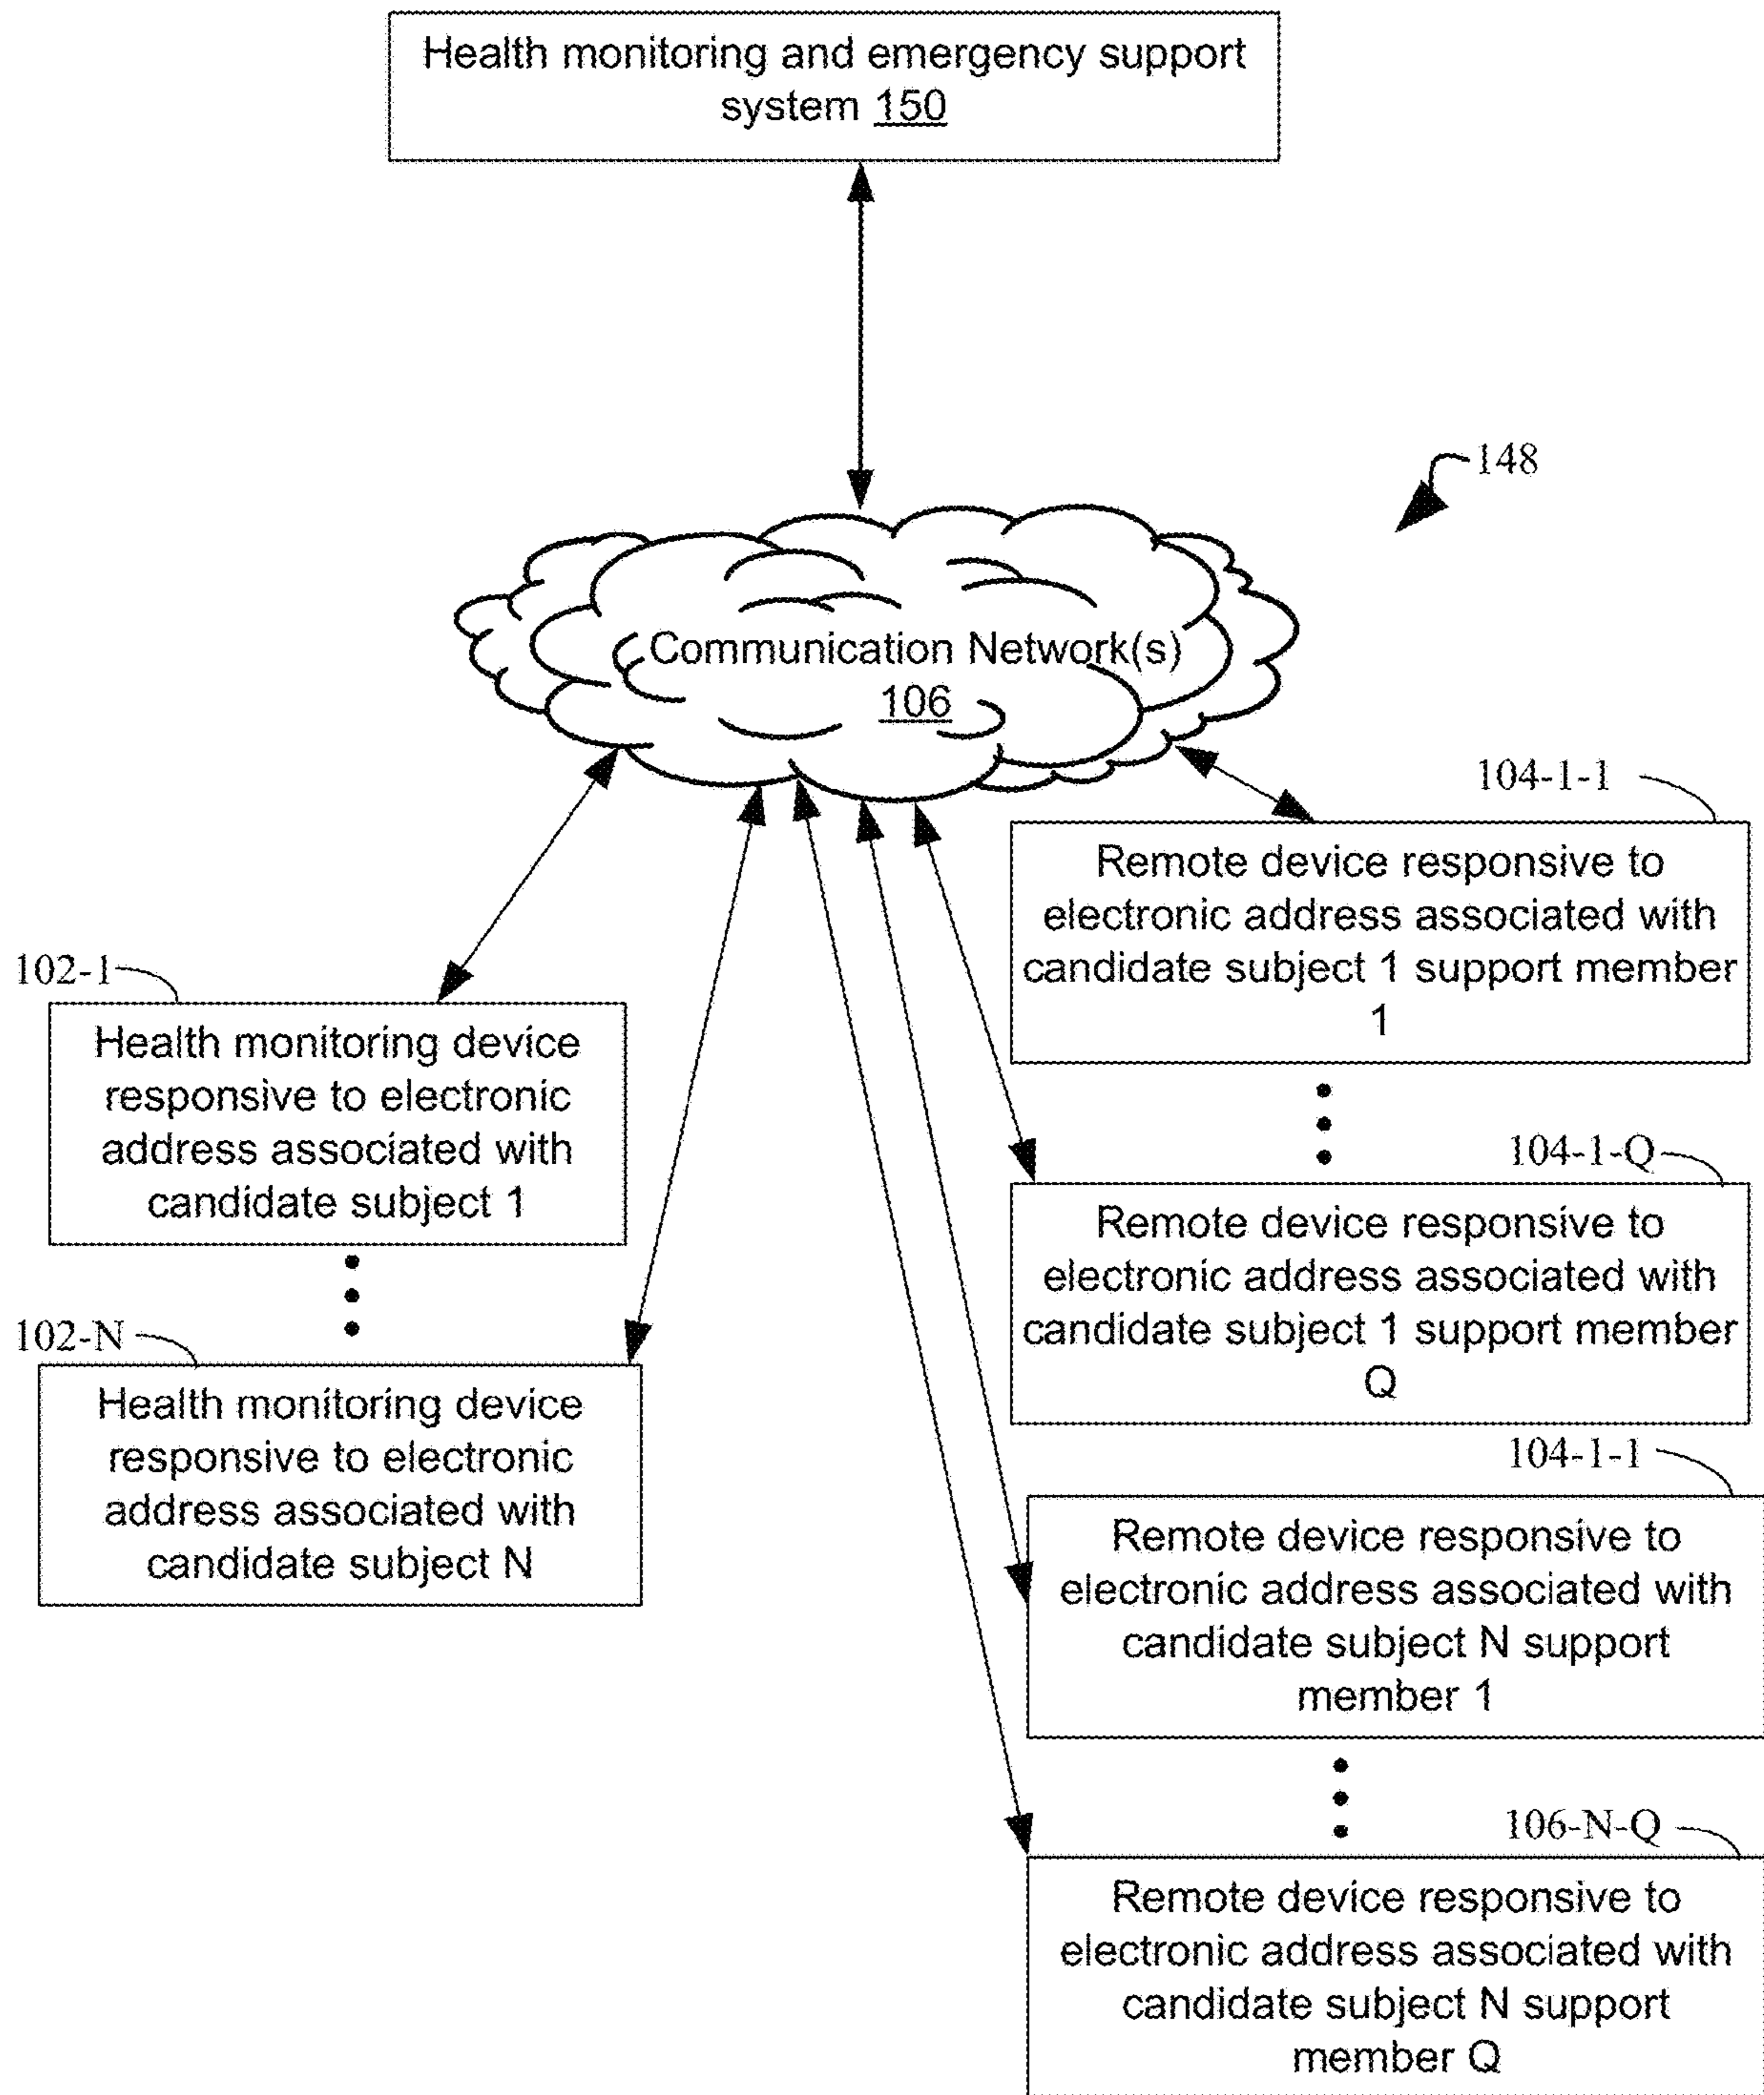 Health monitoring and emergency support
system 150
148
Communication Network(s)
106
104-1-1
Remote device responsive to
electronic address associated with
candidate subject 1 support member
1
102-1
Health monitoring device
responsive to electronic
address associated with
candidate subject 1
104-1-Q
Remote device responsive to
electronic address associated with
candidate subject 1 support member
Q
102-N
Health monitoring device
responsive to electronic
address associated with
candidate subject N
104-1-1
Remote device responsive to
electronic address associated with
candidate subject N support
member 1
106-N-Q
Remote device responsive to
electronic address associated with
candidate subject N support
member Q